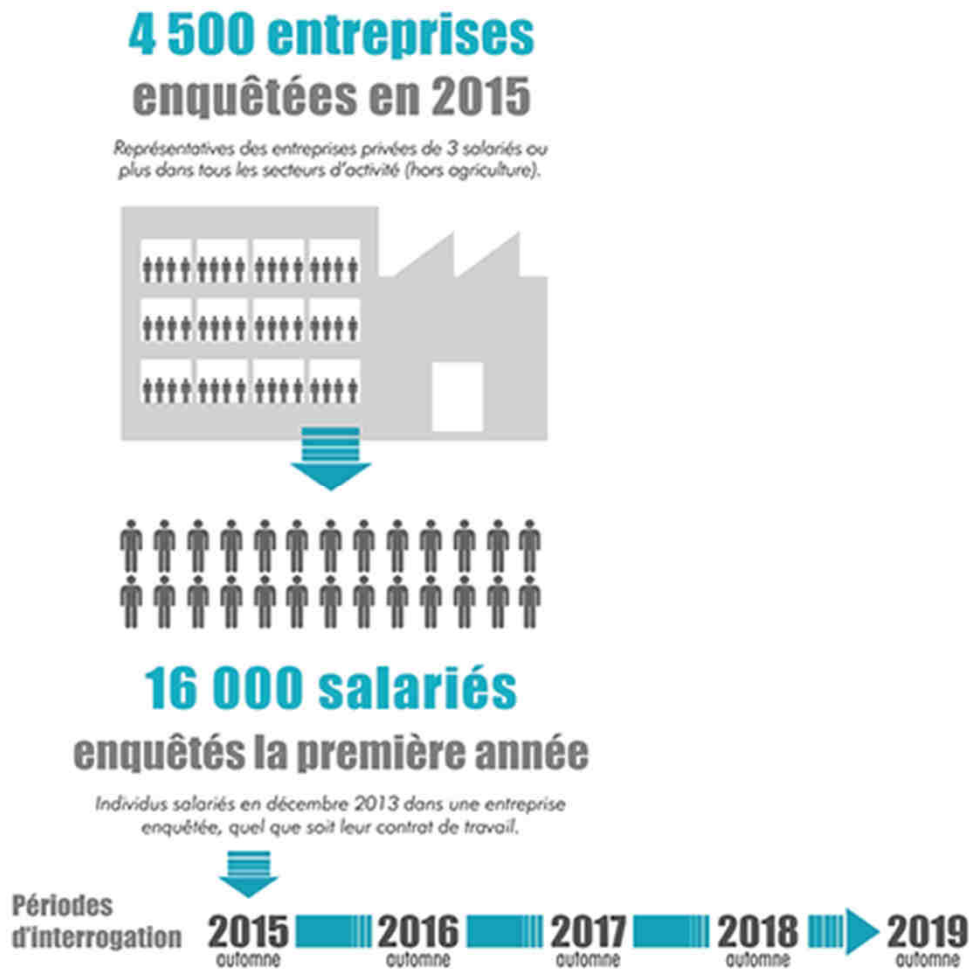 4 500 entreprises
enquêtées en 2015
Représentatives des entreprises privées de 3 salariés ou
plus dans tous les secteurs d'activité (hors agriculture).
16 000 salariés
enquêtés la première année
Individus salariés en décembre 2013 dans une entreprise
enquêtée, quel que soit leur contrat de travail.
Périodes
d'interrogation
2015 2016 2017 2018 2019
automne automne automne automne automne